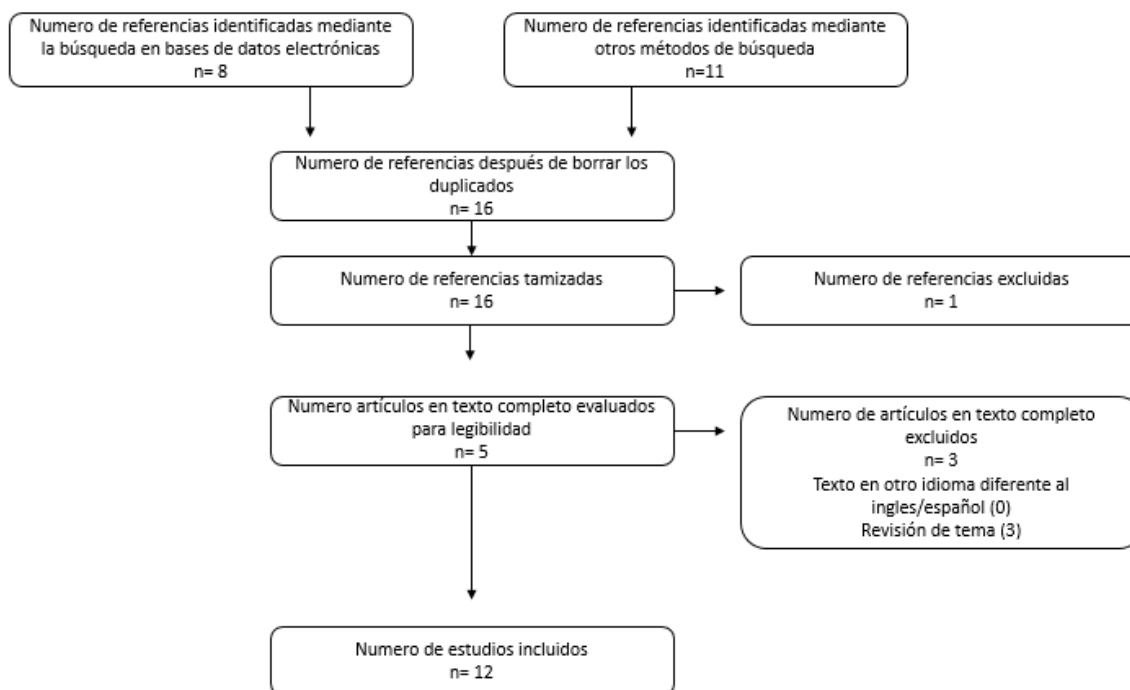 Numero de referencias identificadas mediante
la búsqueda en bases de datos electrónicas
n= 8
Numero de referencias identificadas mediante
otros métodos de búsqueda
n=11
Numero de referencias después de borrar los
duplicados
n= 16
Numero de referencias tamizadas
n= 16
Numero de referencias excluidas
n= 1
Numero artículos en texto completo evaluados
para legibilidad
n= 5
Numero de artículos en texto completo
excluidos
n= 3
Texto en otro idioma diferente al
ingles/español (0)
Revisión de tema (3)
Numero de estudios incluidos
n= 12